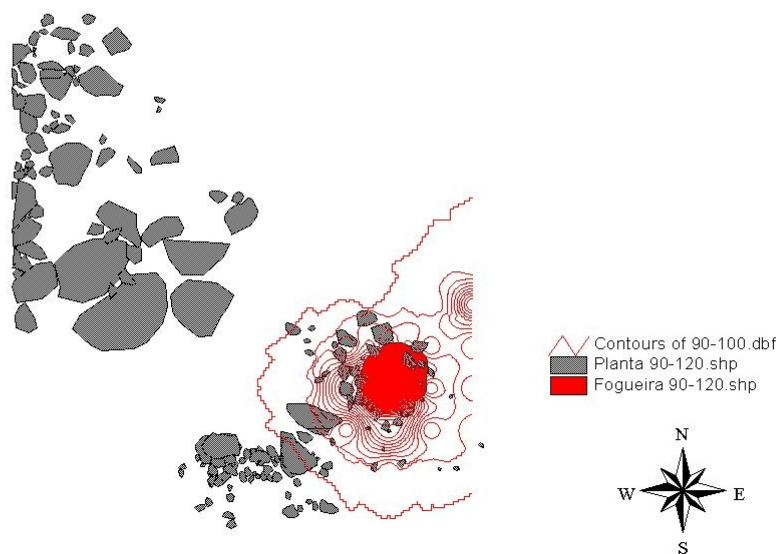 Contours of 90-100.dbf
Planta 90-120.shp
Fogueira 90-120.shp
N
W E
S